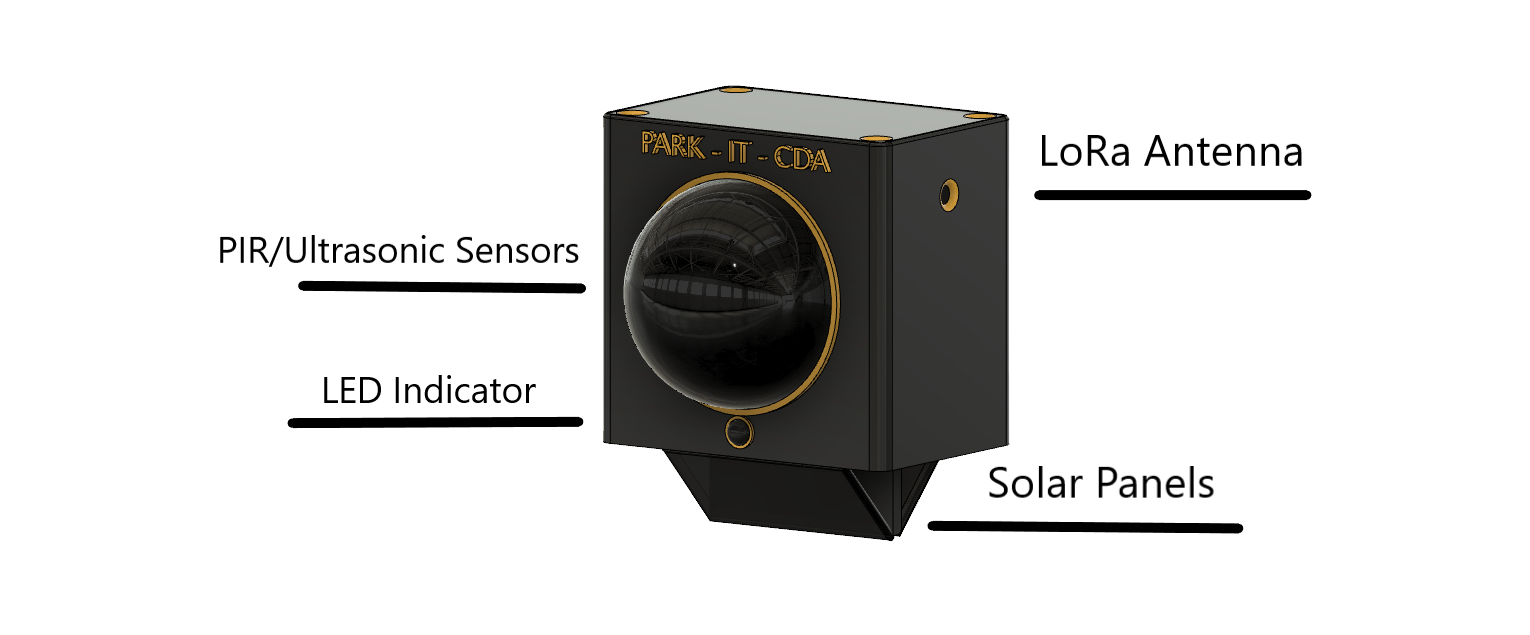 PARK - IT - CDA
LoRa Antenna
PIR/Ultrasonic Sensors
LED Indicator
Solar Panels